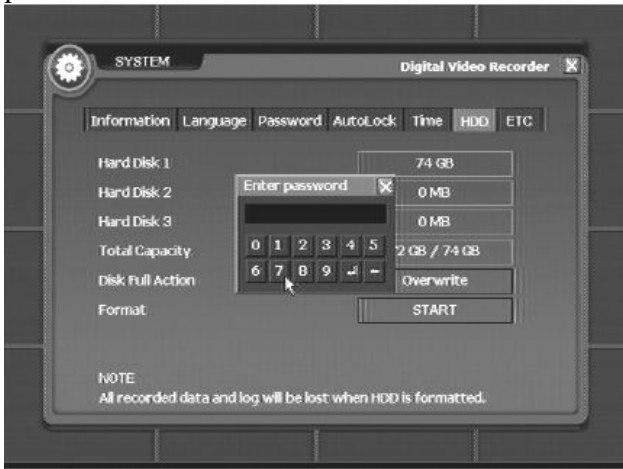 SYSTEM
Digital Video Recorder X
Information Language Password AutoLock Time HDD ETC
Hard Disk 1 74 GB
Hard Disk 2 0 MB
Hard Disk 3 0 MB
Enter password X
Total Capacity 2 GB / 74 GB
0 1 2 3 4 5
6 7 8 9
Disk Full Action Overwrite
Format START
NOTE
All recorded data and log will be lost when HDD is formatted.